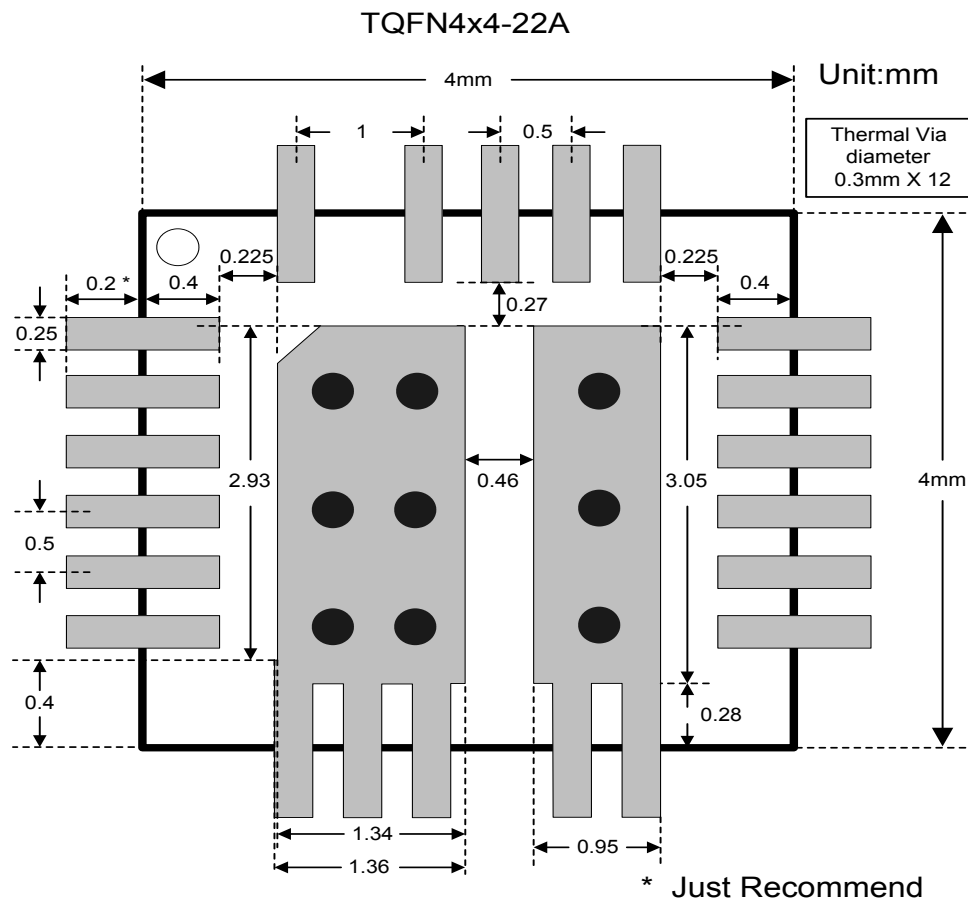 TQFN4x4-22A
4mm
Unit:mm
1
0.5
Thermal Via
diameter
0.3mm X 12
0.225
0.225
0.2 *
0.4
0.4
0.27
0.25
2.93
0.46
3.05
4mm
0.5
0.4
0.28
1.34
1.36
0.95
* Just Recommend